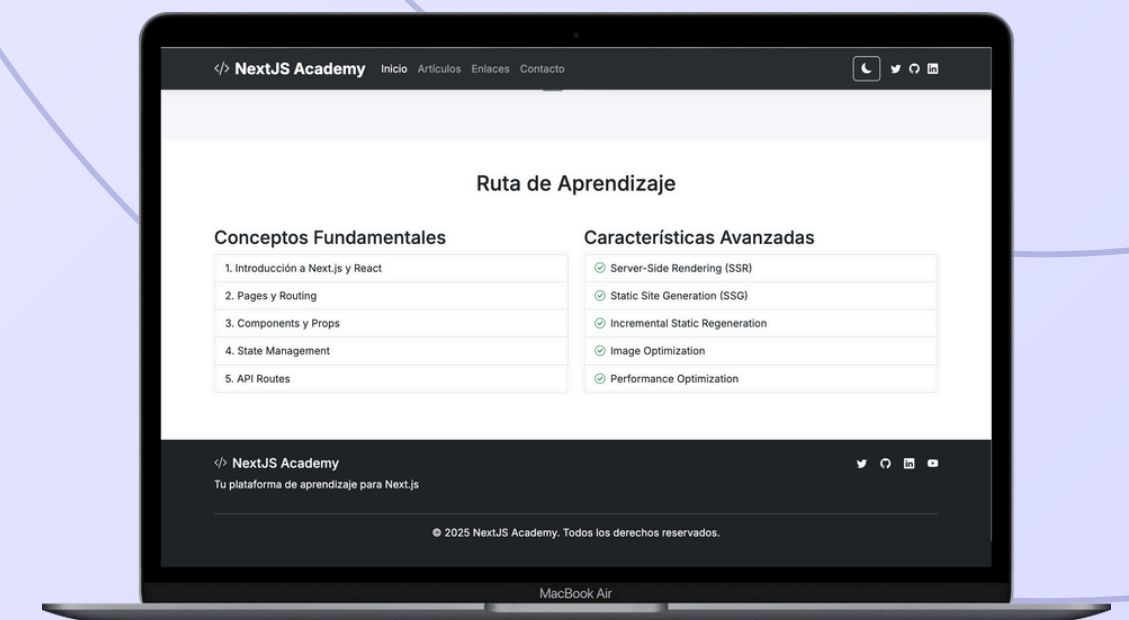 </> NextJS Academy Inicio Artículos Enlaces Contacto
Ruta de Aprendizaje
Conceptos Fundamentales
1. Introducción a Next.js y React
2. Pages y Routing
3. Components y Props
4. State Management
5. API Routes
Características Avanzadas
Server-Side Rendering (SSR)
Static Site Generation (SSG)
Incremental Static Regeneration
Image Optimization
Performance Optimization
</> NextJS Academy
Tu plataforma de aprendizaje para Next.js
© 2025 NextJS Academy. Todos los derechos reservados.
MacBook Air